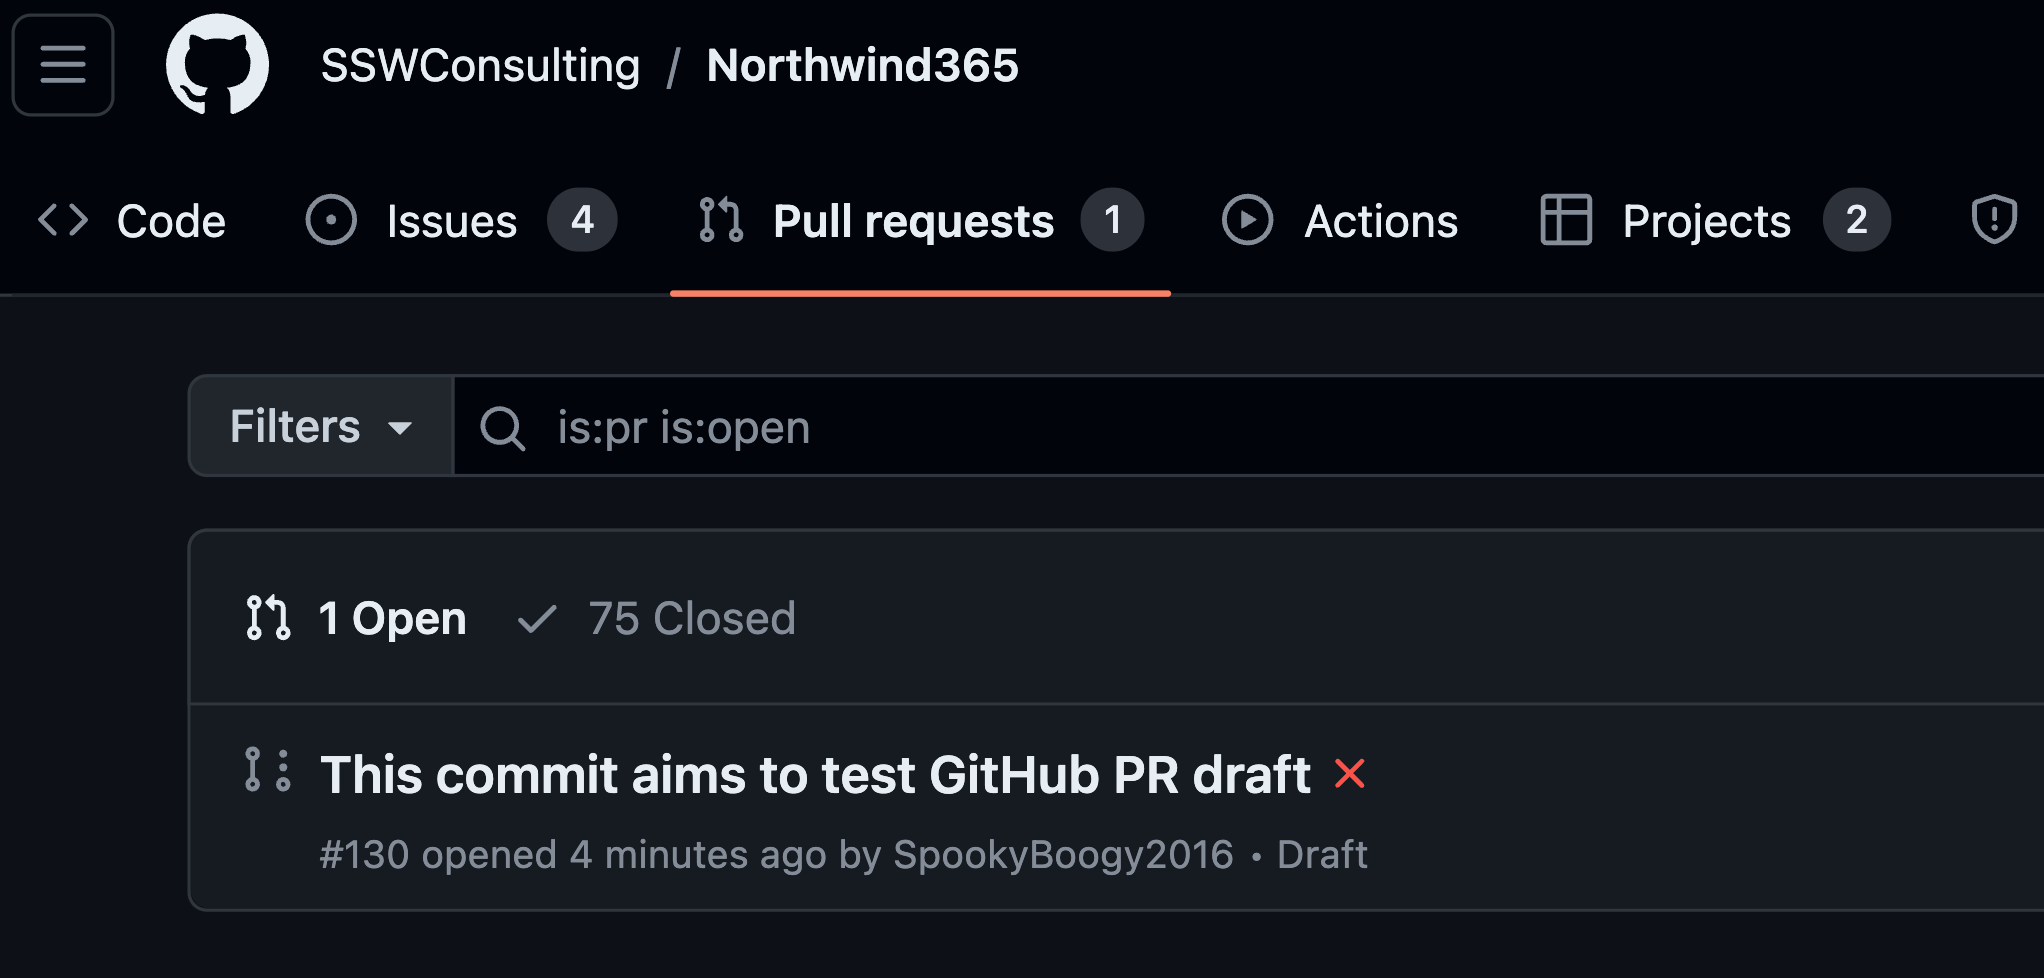 SSWConsulting / Northwind365
Code Issues 4 Pull requests 1 Actions Projects 2
Filters is:pr is:open
1 Open 75 Closed
This commit aims to test GitHub PR draft
#130 opened 4 minutes ago by SpookyBoogy2016 • Draft